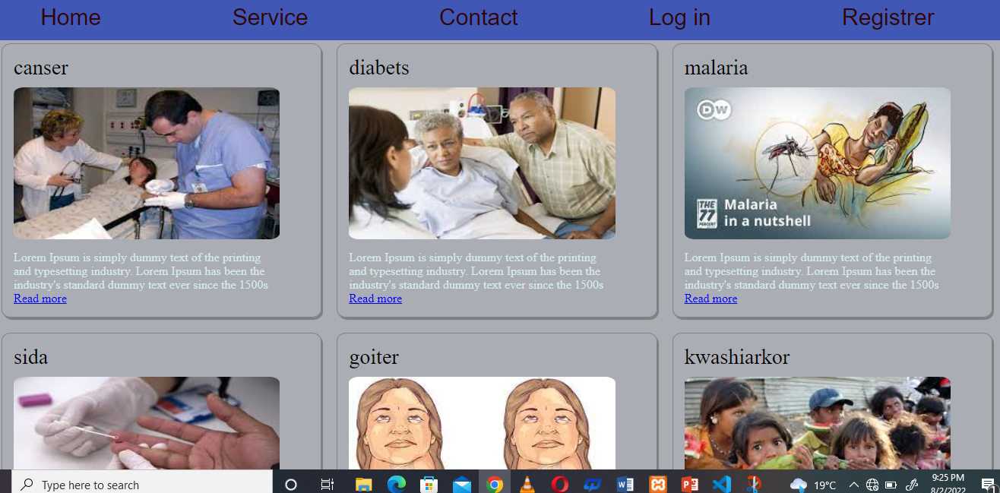 Home Service Contact Log in Registrer
canser
Lorem Ipsum is simply dummy text of the printing
and typesetting industry. Lorem Ipsum has been the
industry's standard dummy text ever since the 1500s
Read more
diabets
Lorem Ipsum is simply dummy text of the printing
and typesetting industry. Lorem Ipsum has been the
industry's standard dummy text ever since the 1500s
Read more
malaria
DW
THE
77
PERCENT
Malaria
in a nutshell
Lorem Ipsum is simply dummy text of the printing
and typesetting industry. Lorem Ipsum has been the
industry's standard dummy text ever since the 1500s
Read more
sida
goiter
kwashiarkor
Type here to search
19°C
9:25 PM
8/2/2022
1